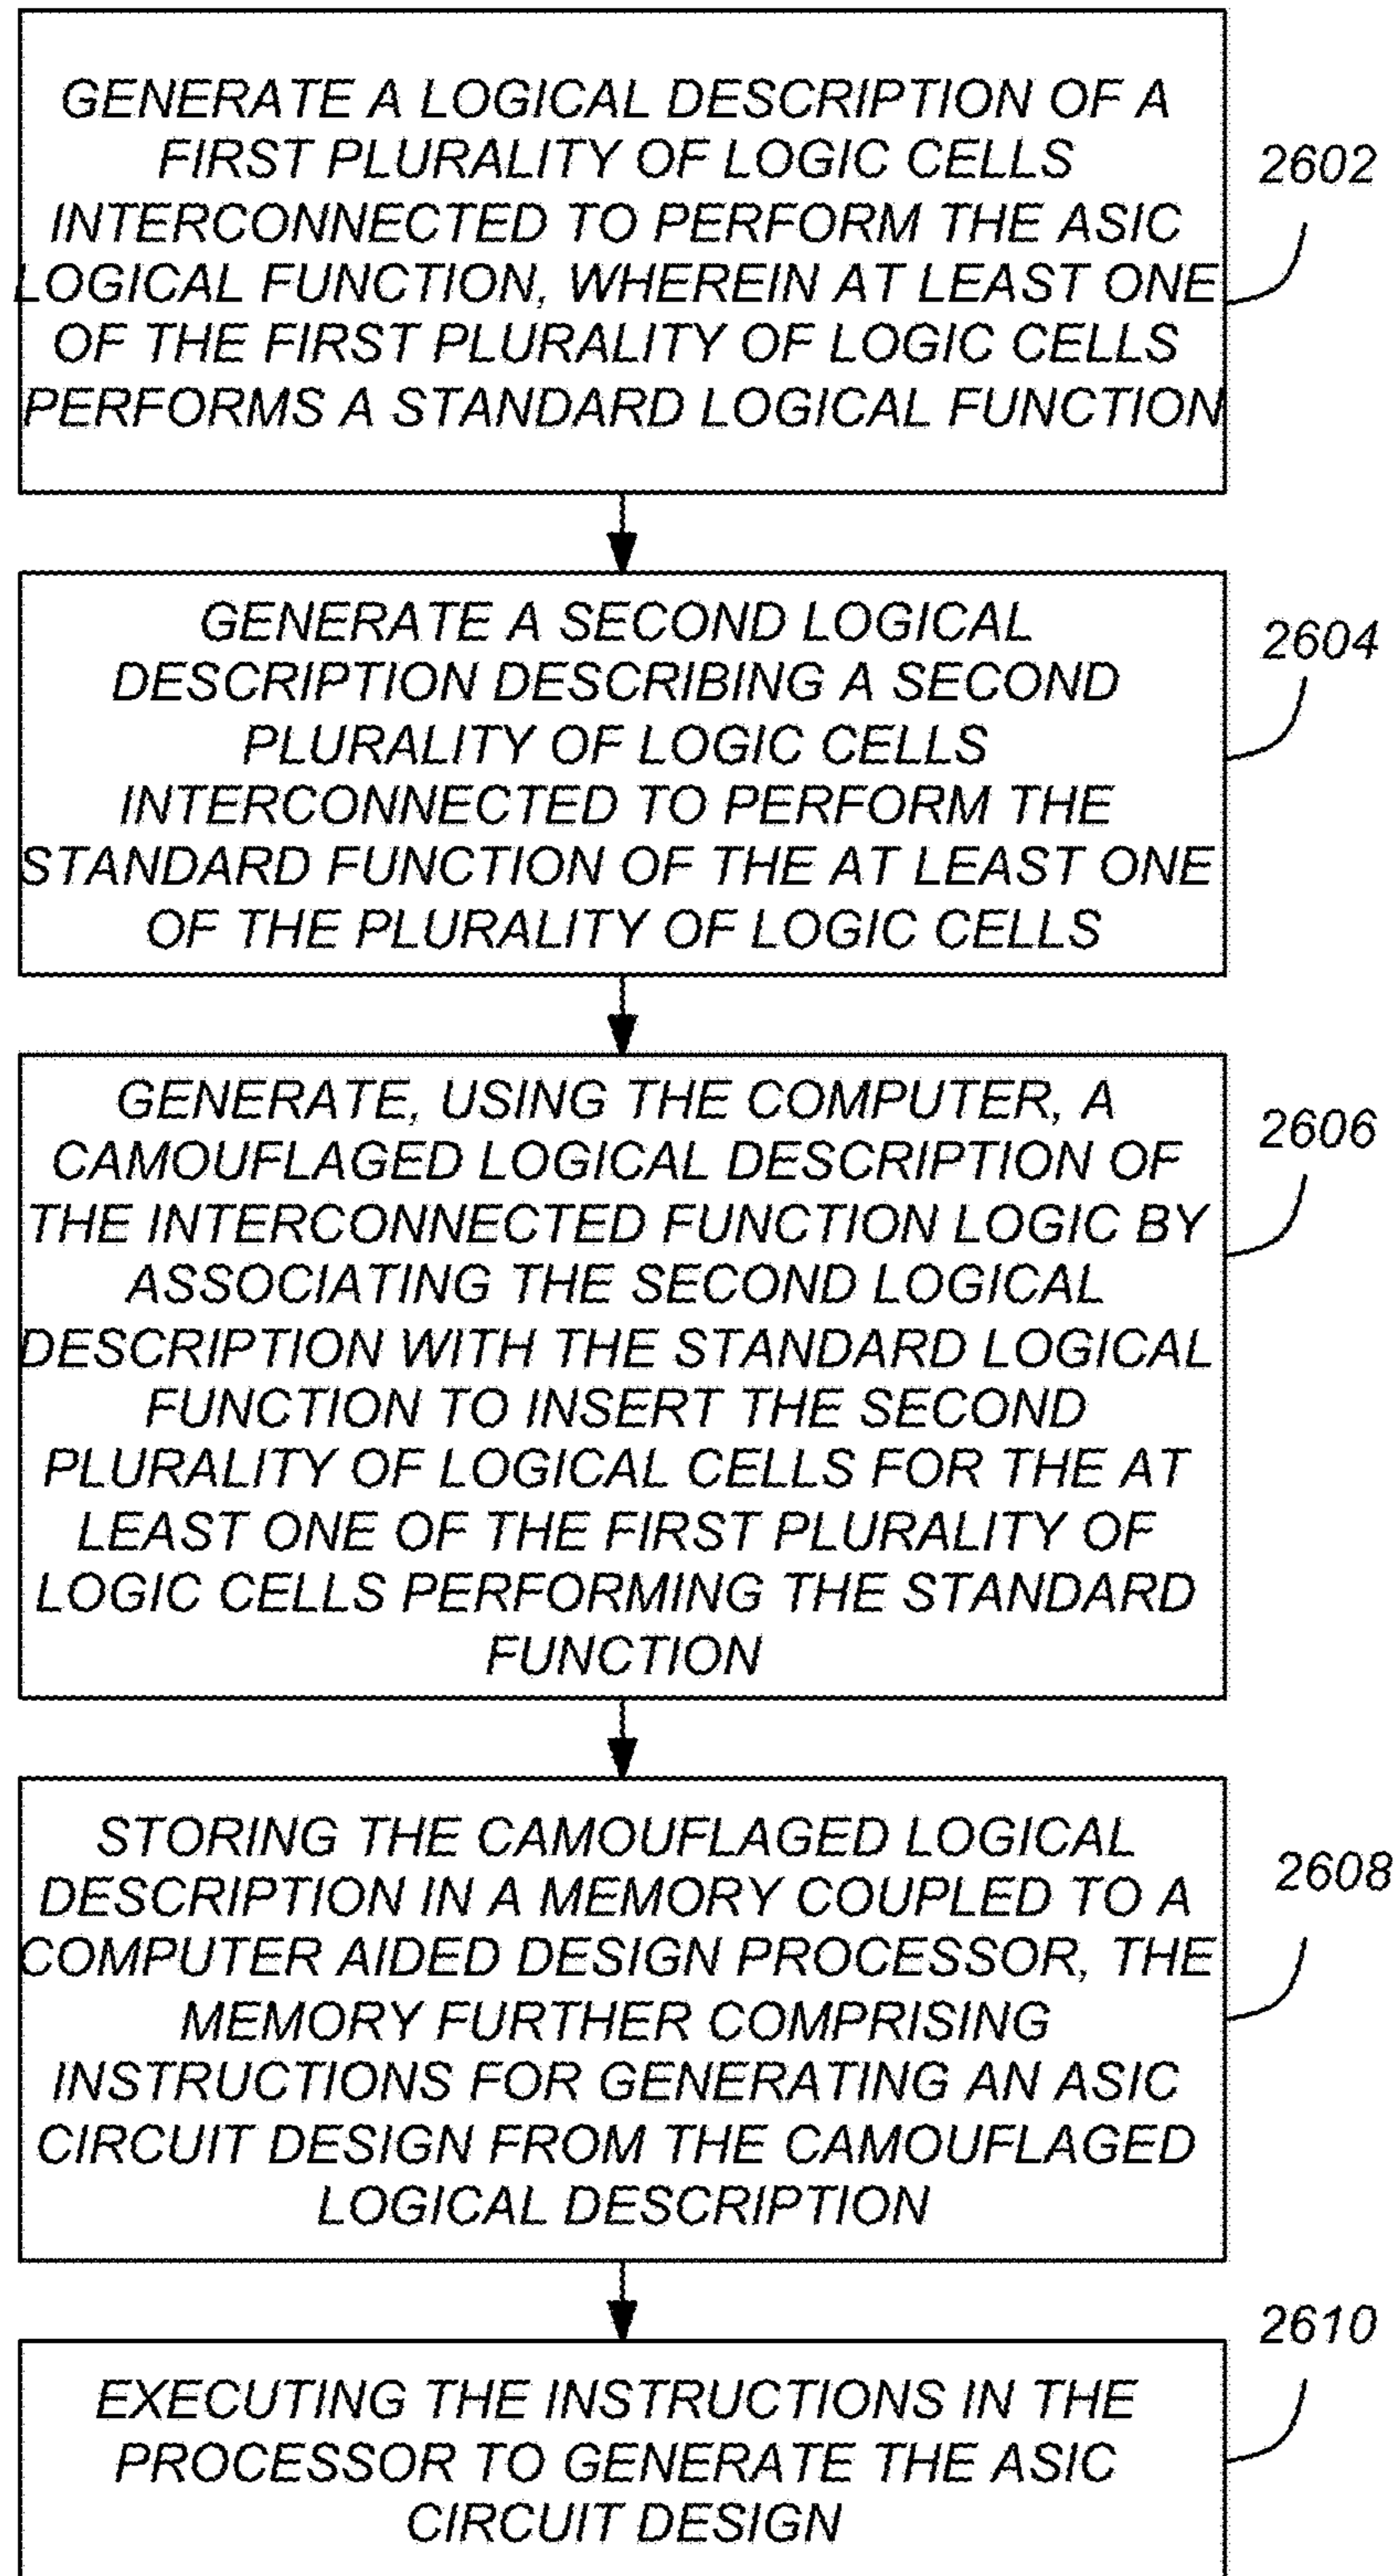 GENERATE A LOGICAL DESCRIPTION OF A
FIRST PLURALITY OF LOGIC CELLS
INTERCONNECTED TO PERFORM THE ASIC
LOGICAL FUNCTION, WHEREIN AT LEAST ONE
OF THE FIRST PLURALITY OF LOGIC CELLS
PERFORMS A STANDARD LOGICAL FUNCTION
2602
GENERATE A SECOND LOGICAL
DESCRIPTION DESCRIBING A SECOND
PLURALITY OF LOGIC CELLS
INTERCONNECTED TO PERFORM THE
STANDARD FUNCTION OF THE AT LEAST ONE
OF THE PLURALITY OF LOGIC CELLS
2604
GENERATE, USING THE COMPUTER, A
CAMOUFLAGED LOGICAL DESCRIPTION OF
THE INTERCONNECTED FUNCTION LOGIC BY
ASSOCIATING THE SECOND LOGICAL
DESCRIPTION WITH THE STANDARD LOGICAL
FUNCTION TO INSERT THE SECOND
PLURALITY OF LOGICAL CELLS FOR THE AT
LEAST ONE OF THE FIRST PLURALITY OF
LOGIC CELLS PERFORMING THE STANDARD
FUNCTION
2606
STORING THE CAMOUFLAGED LOGICAL
DESCRIPTION IN A MEMORY COUPLED TO A
COMPUTER AIDED DESIGN PROCESSOR, THE
MEMORY FURTHER COMPRISING
INSTRUCTIONS FOR GENERATING AN ASIC
CIRCUIT DESIGN FROM THE CAMOUFLAGED
LOGICAL DESCRIPTION
2608
EXECUTING THE INSTRUCTIONS IN THE
PROCESSOR TO GENERATE THE ASIC
CIRCUIT DESIGN
2610